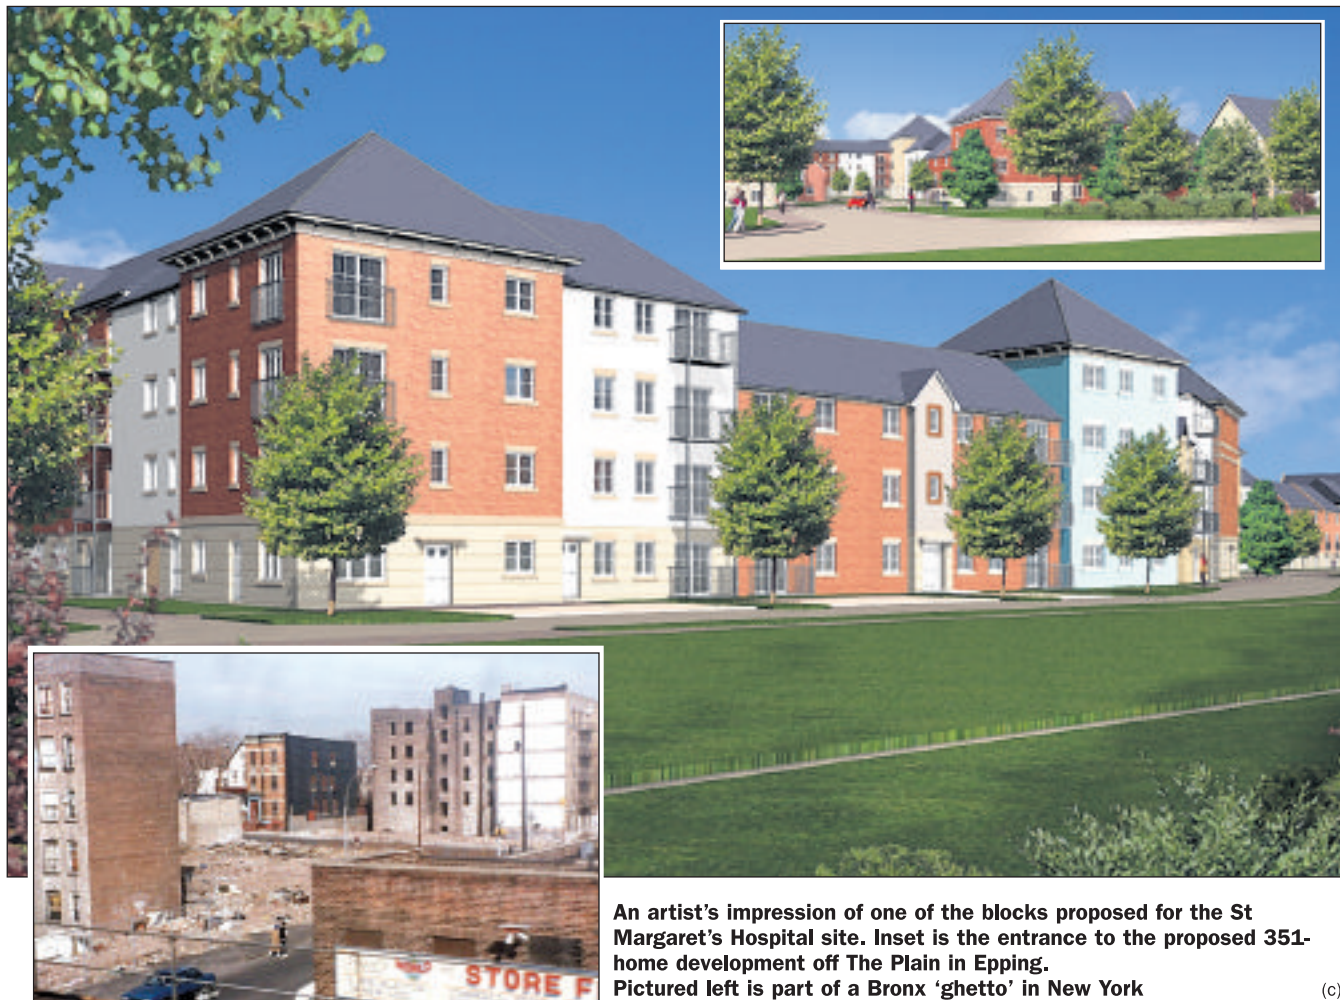 STORE F
An artist's impression of one of the blocks proposed for the St
Margaret's Hospital site. Inset is the entrance to the proposed 351-
home development off The Plain in Epping.
Pictured left is part of a Bronx 'ghetto' in New York
(c)